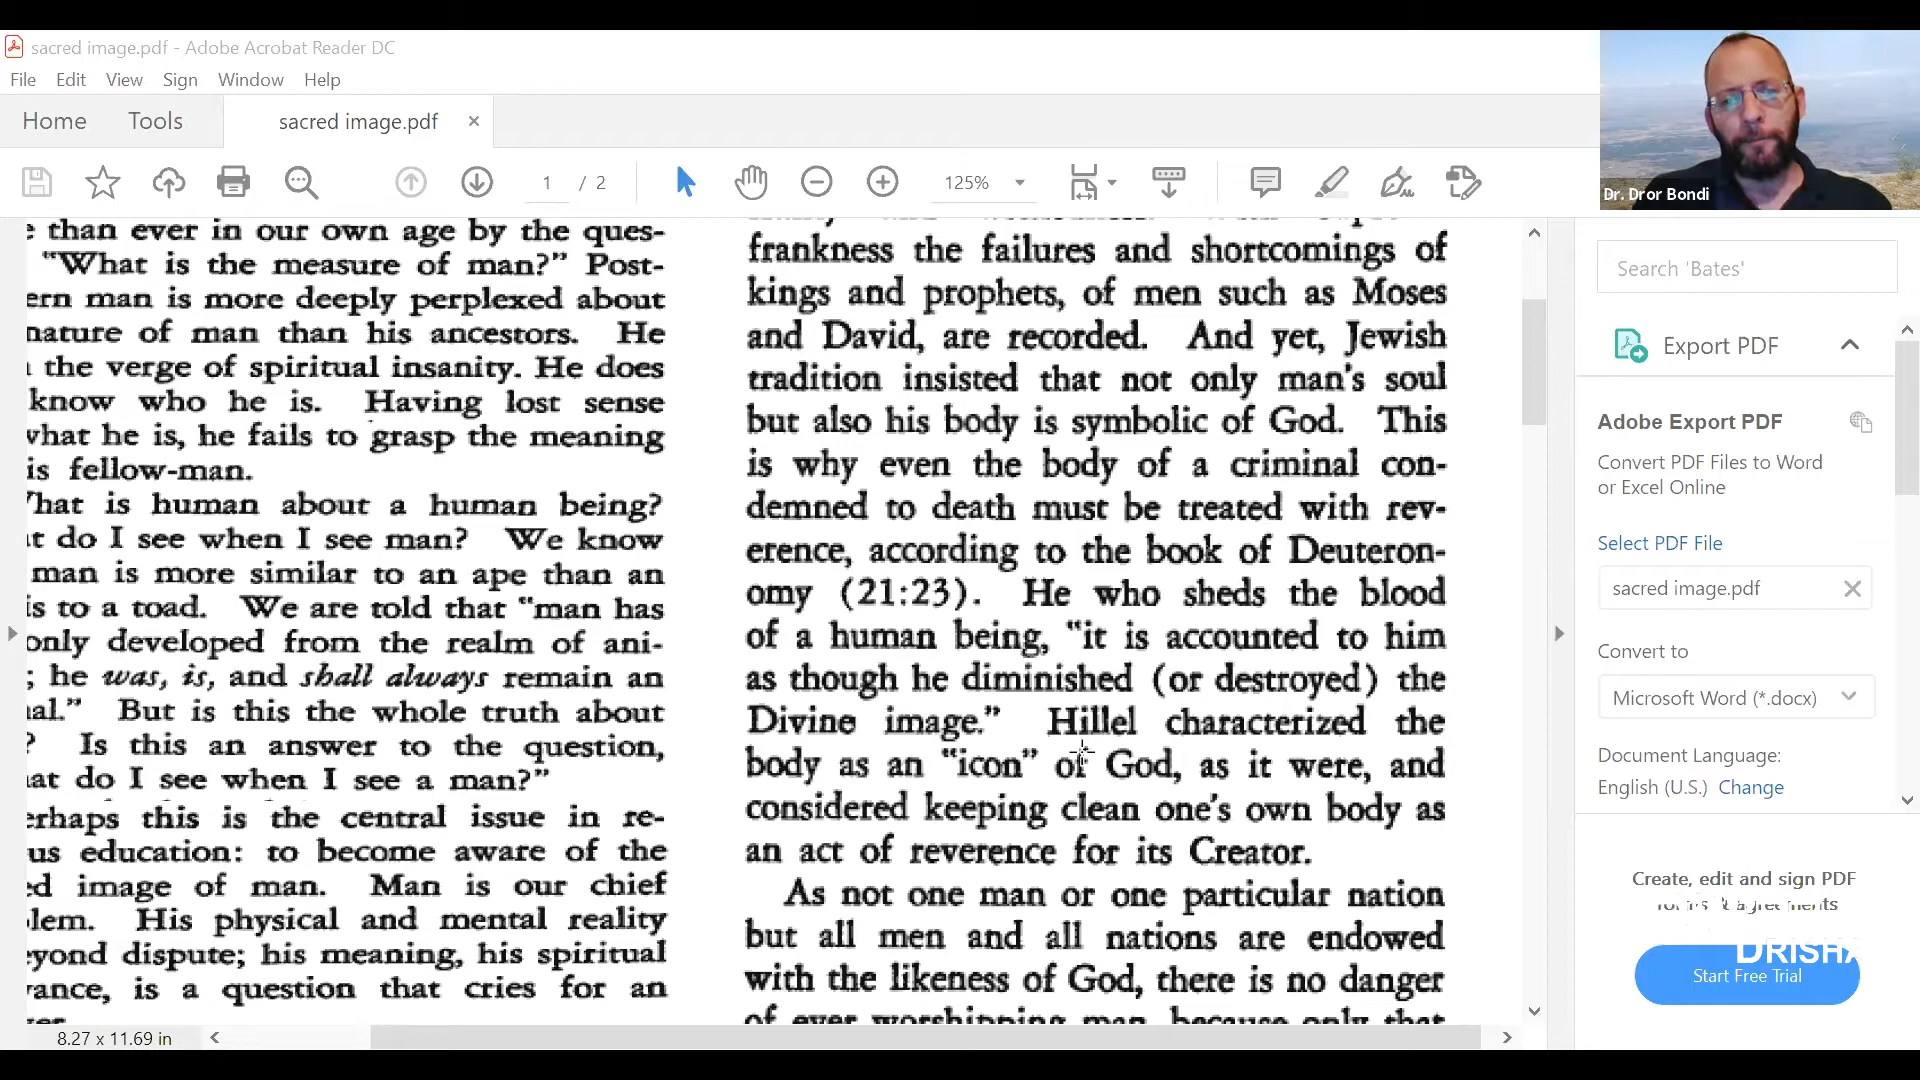 sacred image.pdf - Adobe Acrobat Reader DC
File Edit View Sign Window Help
Home Tools sacred image.pdf ×
1 / 2 125%
Dr. Dror Bondi
than ever in our own age by the ques-
"What is the measure of man?" Post-
ern man is more deeply perplexed about
nature of man than his ancestors. He
the verge of spiritual insanity. He does
know who he is. Having lost sense
what he is, he fails to grasp the meaning
is fellow-man.
What is human about a human being?
at do I see when I see man? We know
man is more similar to an ape than an
is to a toad. We are told that "man has
only developed from the realm of ani-
; he was, is, and shall always remain an
al." But is this the whole truth about
? Is this an answer to the question,
at do I see when I see a man?"
erhaps this is the central issue in re-
us education: to become aware of the
ed image of man. Man is our chief
lem. His physical and mental reality
eyond dispute; his meaning, his spiritual
vance, is a question that cries for an
frankness the failures and shortcomings of
kings and prophets, of men such as Moses
and David, are recorded. And yet, Jewish
tradition insisted that not only man's soul
but also his body is symbolic of God. This
is why even the body of a criminal con-
demned to death must be treated with rev-
erence, according to the book of Deuteron-
omy (21:23). He who sheds the blood
of a human being, "it is accounted to him
as though he diminished (or destroyed) the
Divine image." Hillel characterized the
body as an "icon" of God, as it were, and
considered keeping clean one's own body as
an act of reverence for its Creator.
As not one man or one particular nation
but all men and all nations are endowed
with the likeness of God, there is no danger
of ever worshipping man, because only that
Search 'Bates'
Export PDF
Adobe Export PDF
Convert PDF Files to Word
or Excel Online
Select PDF File
sacred image.pdf
Convert to
Microsoft Word (*.docx)
Document Language:
English (U.S.) Change
Create, edit and sign PDF
DRISHA
Start Free Trial
8.27 x 11.69 in